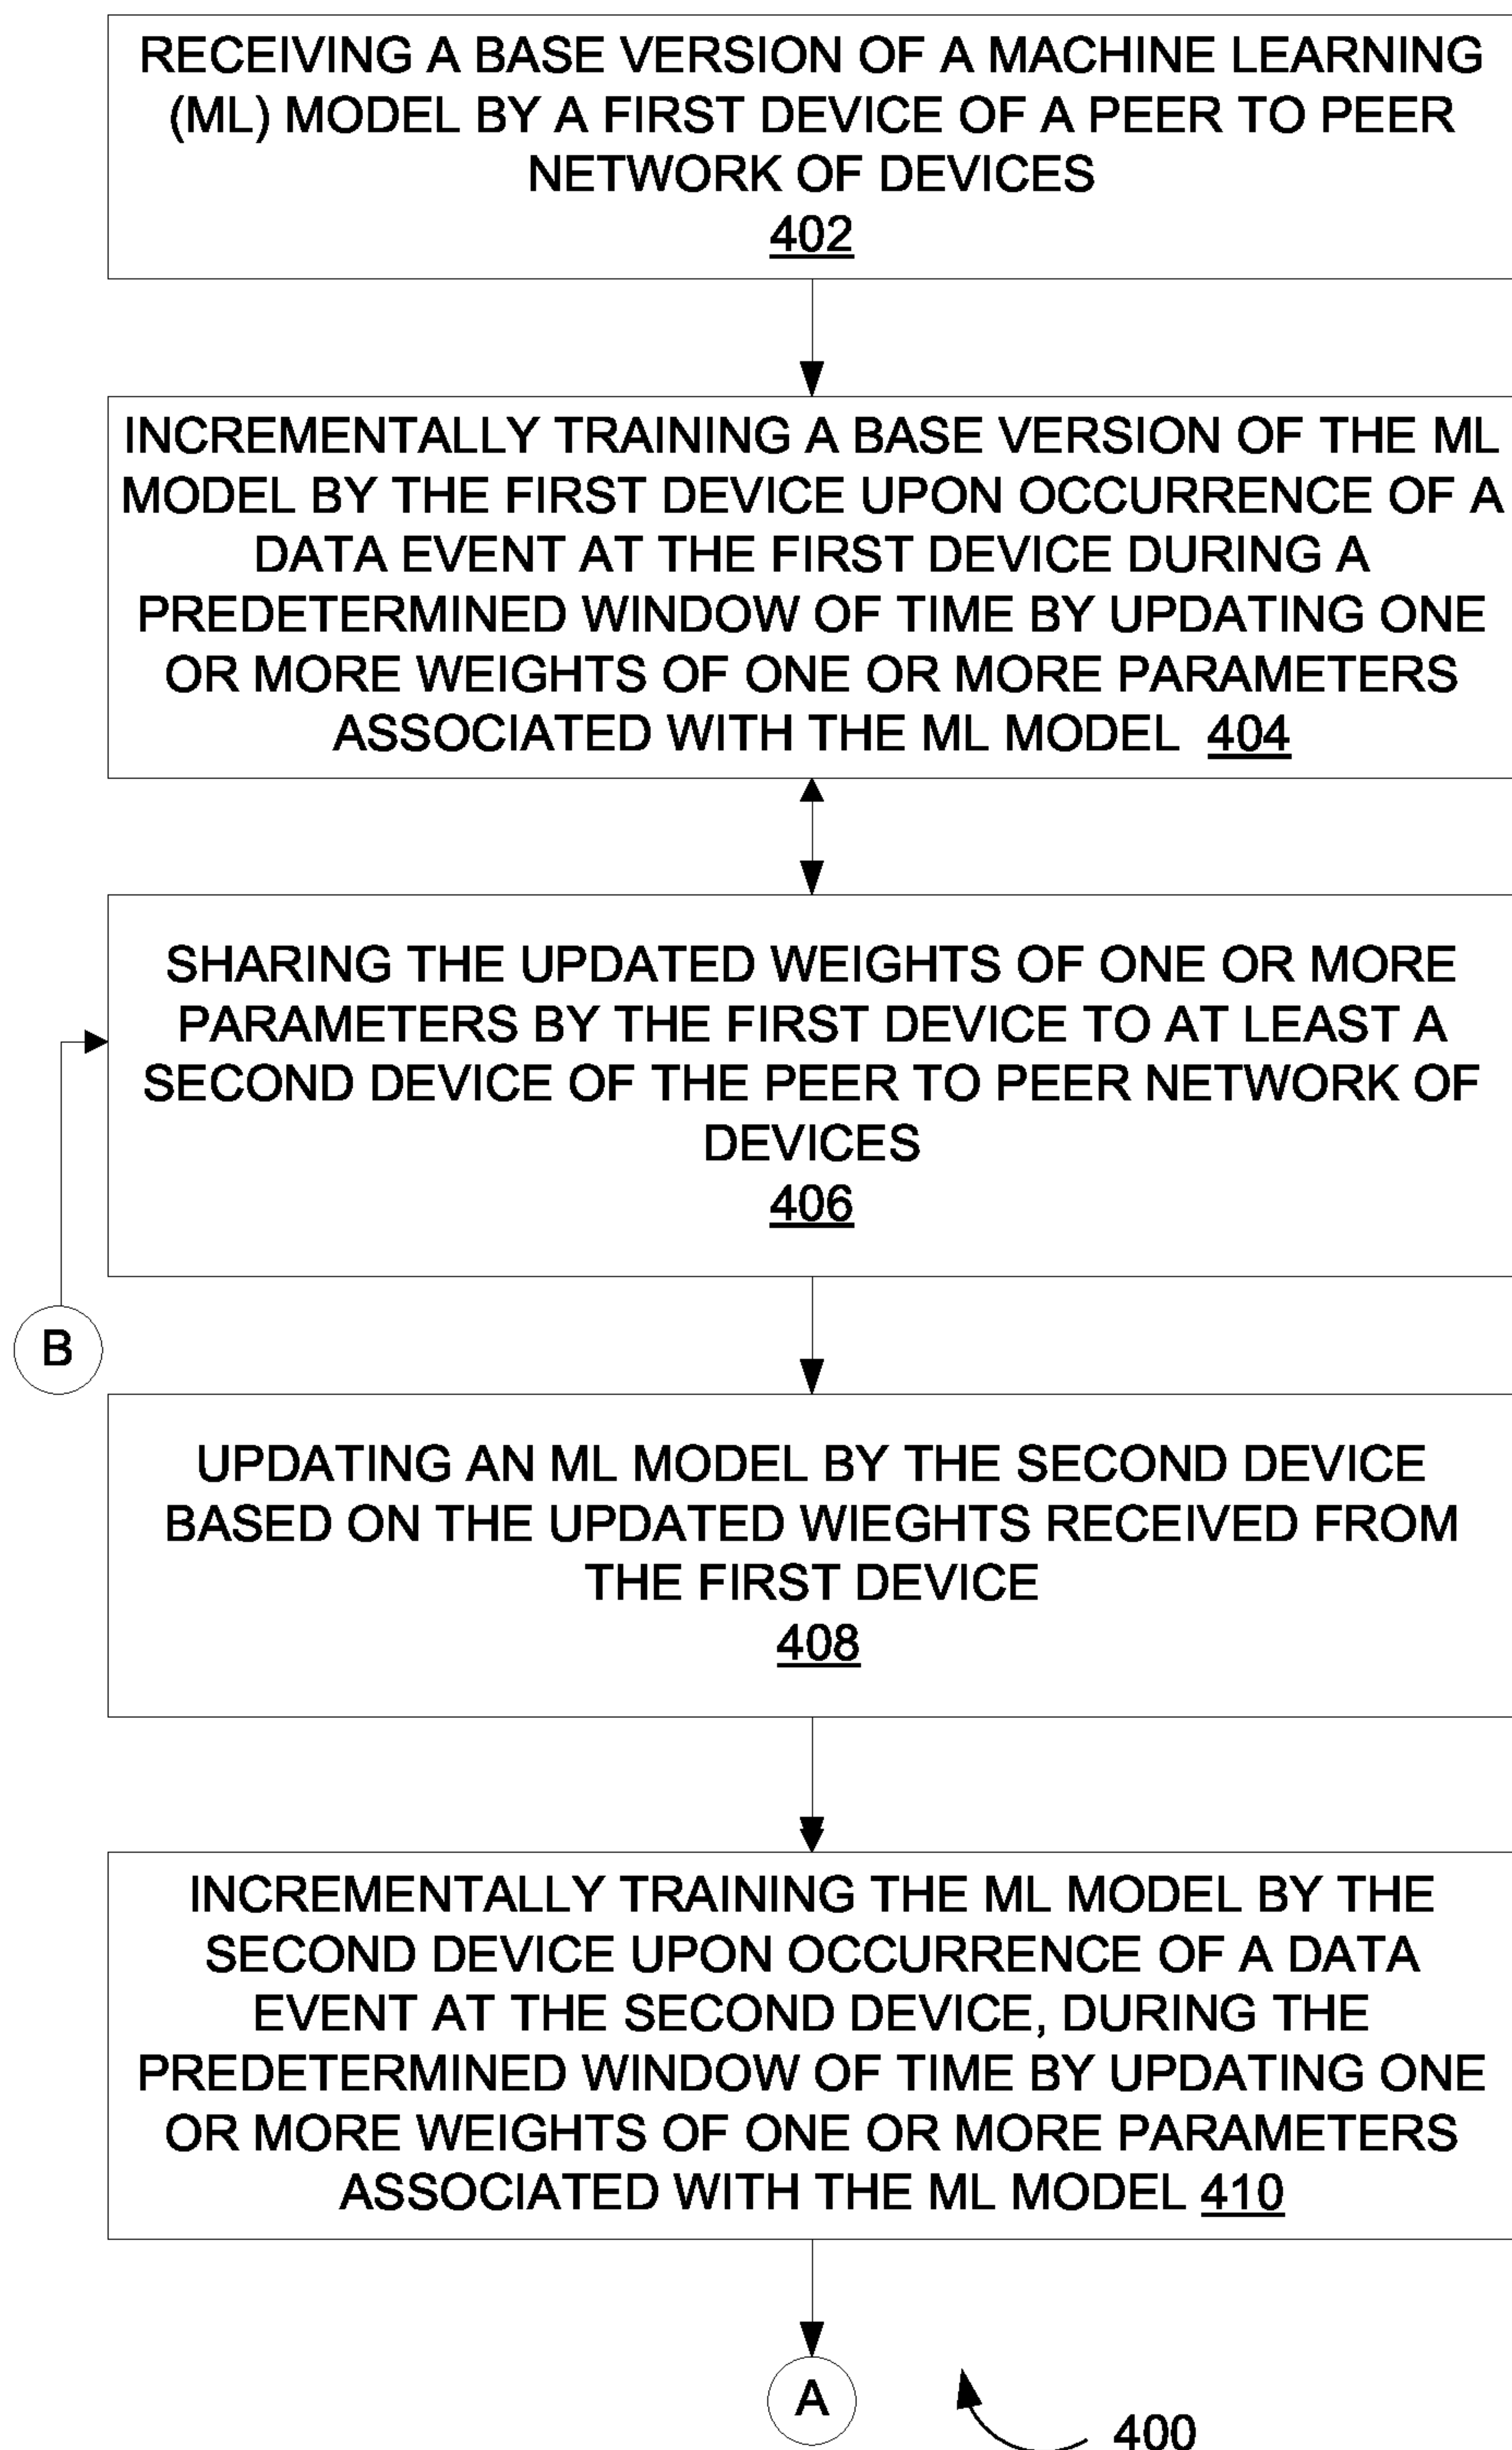 RECEIVING A BASE VERSION OF A MACHINE LEARNING
(ML) MODEL BY A FIRST DEVICE OF A PEER TO PEER
NETWORK OF DEVICES
402
INCREMENTALLY TRAINING A BASE VERSION OF THE ML
MODEL BY THE FIRST DEVICE UPON OCCURRENCE OF A
DATA EVENT AT THE FIRST DEVICE DURING A
PREDETERMINED WINDOW OF TIME BY UPDATING ONE
OR MORE WEIGHTS OF ONE OR MORE PARAMETERS
ASSOCIATED WITH THE ML MODEL 404
SHARING THE UPDATED WEIGHTS OF ONE OR MORE
PARAMETERS BY THE FIRST DEVICE TO AT LEAST A
SECOND DEVICE OF THE PEER TO PEER NETWORK OF
DEVICES
406
B
UPDATING AN ML MODEL BY THE SECOND DEVICE
BASED ON THE UPDATED WIEGHTS RECEIVED FROM
THE FIRST DEVICE
408
INCREMENTALLY TRAINING THE ML MODEL BY THE
SECOND DEVICE UPON OCCURRENCE OF A DATA
EVENT AT THE SECOND DEVICE, DURING THE
PREDETERMINED WINDOW OF TIME BY UPDATING ONE
OR MORE WEIGHTS OF ONE OR MORE PARAMETERS
ASSOCIATED WITH THE ML MODEL 410
A
400